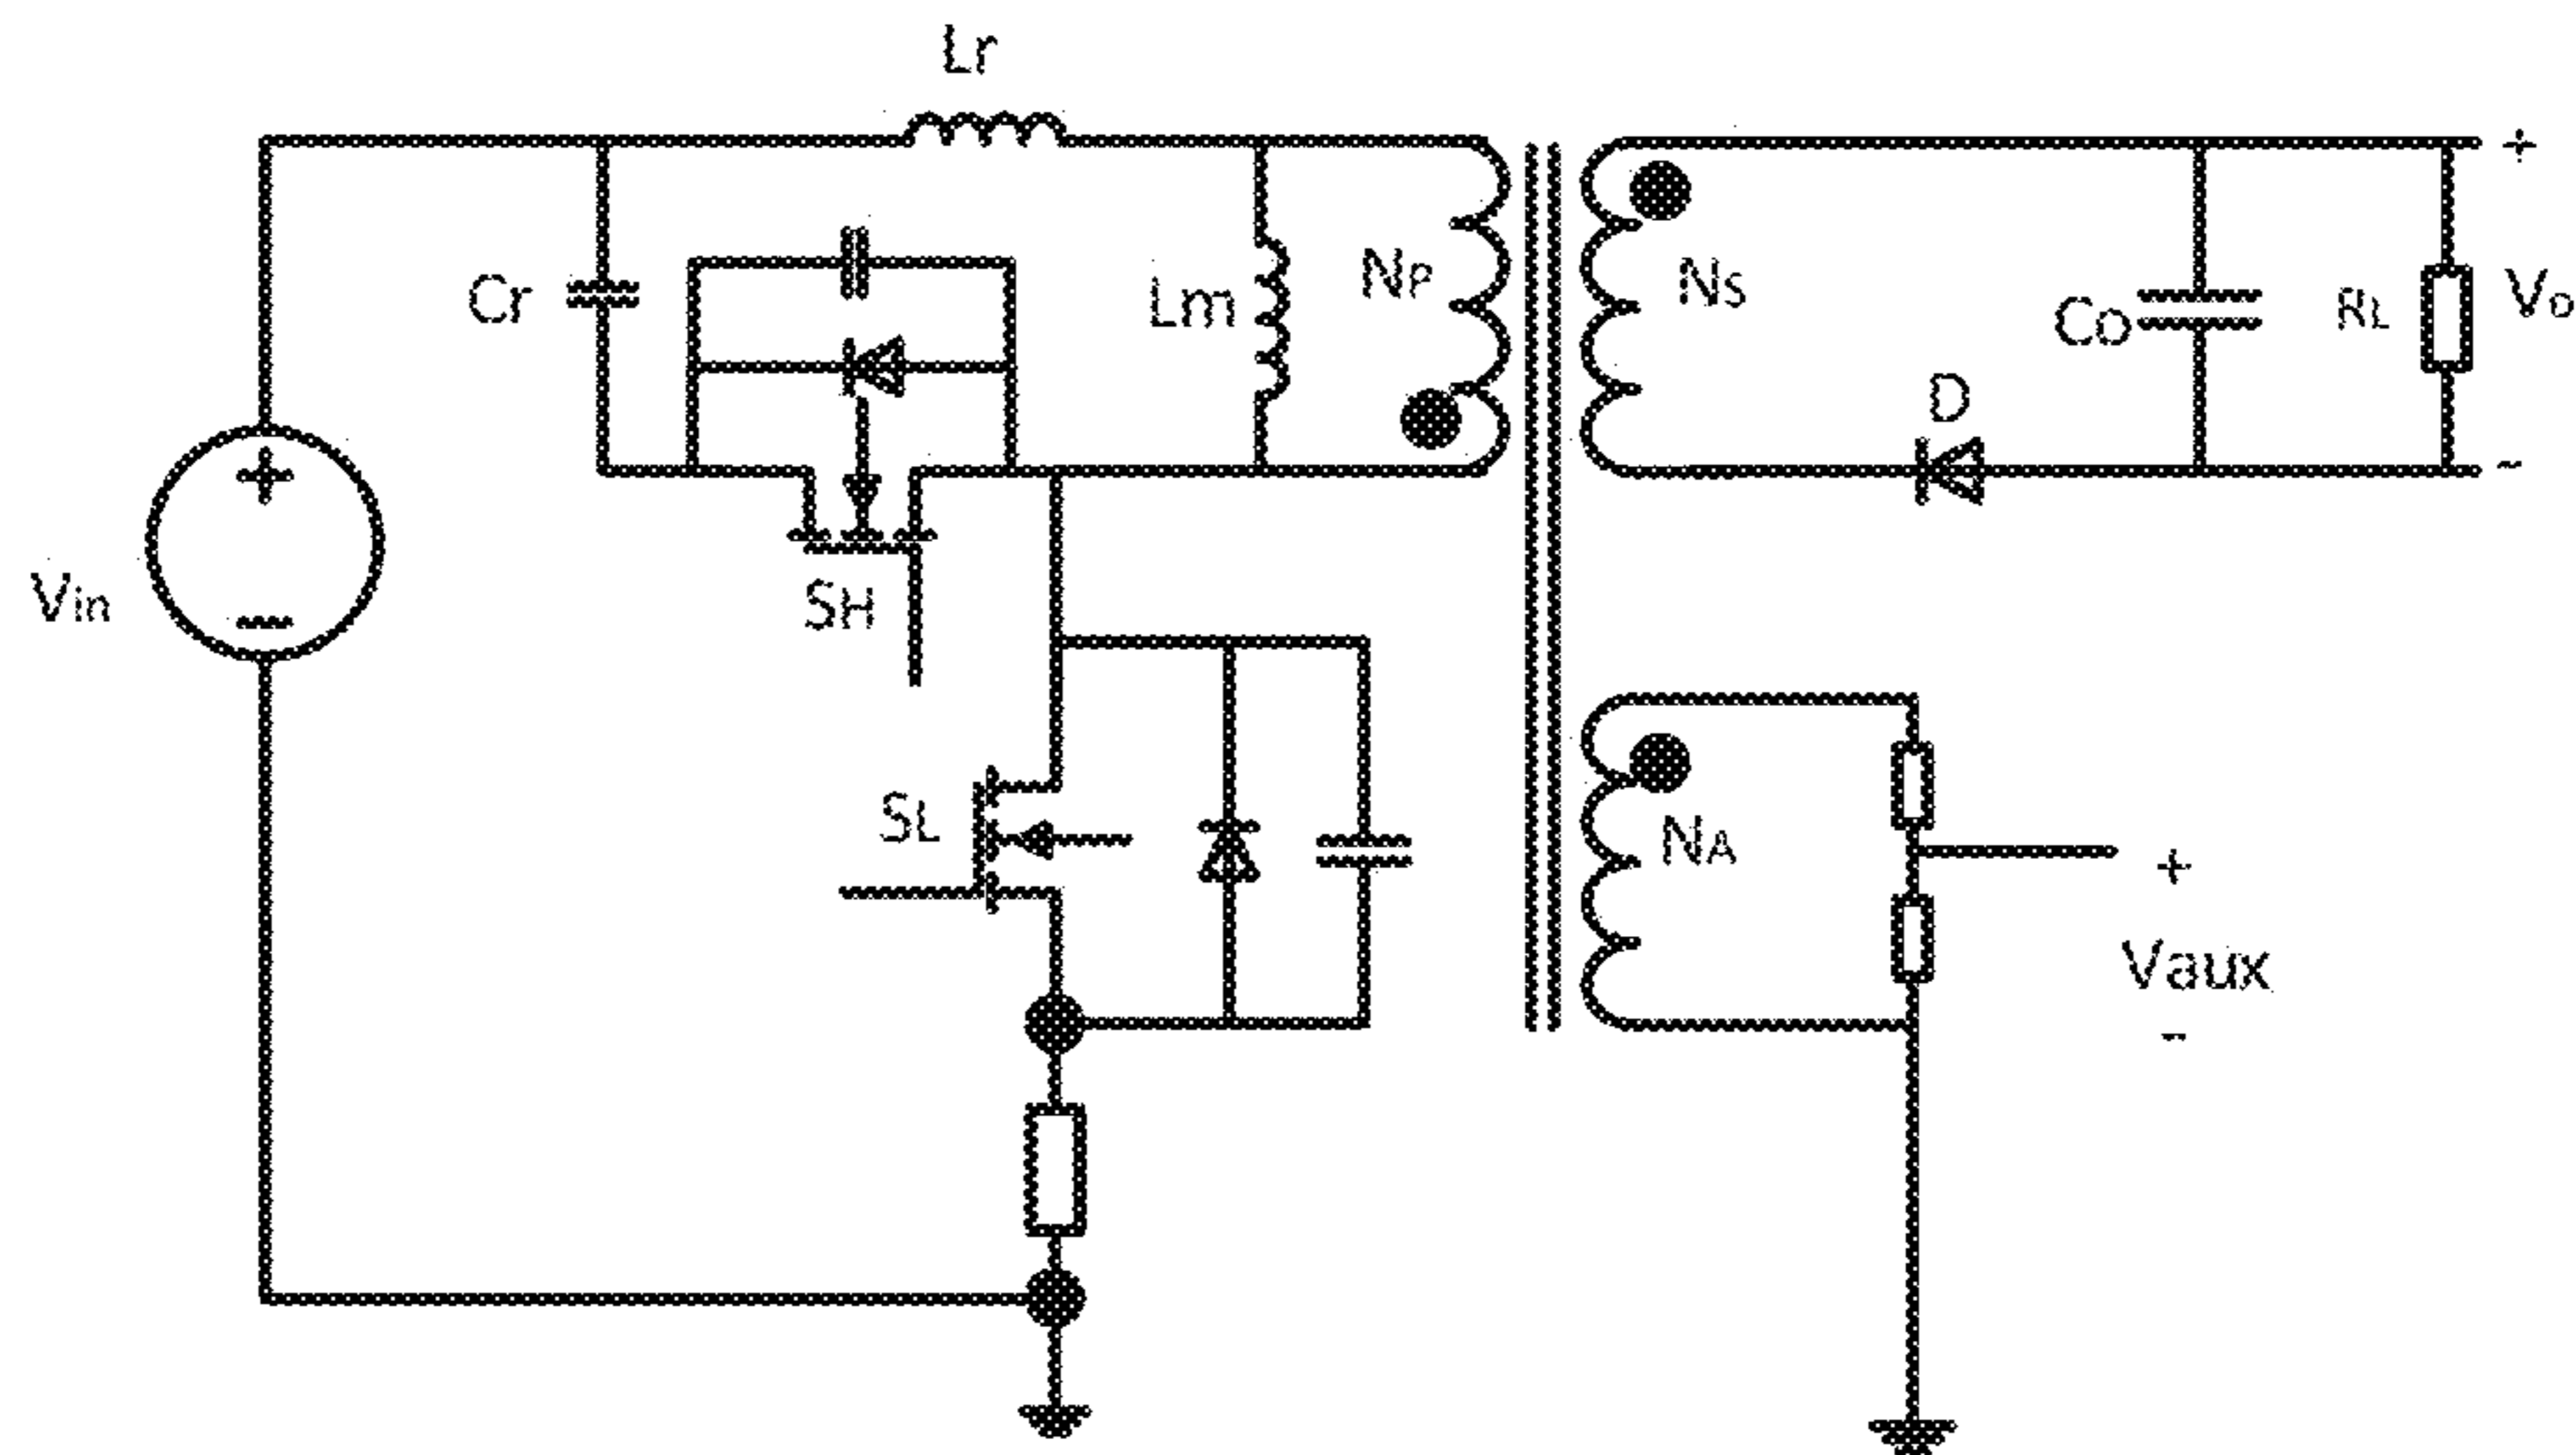 Lr
+
Cr
Lm
NP
NS
Co
RL
Vo
D
-
+
-
Vin
SH
SL
NA
+
Vaux
-